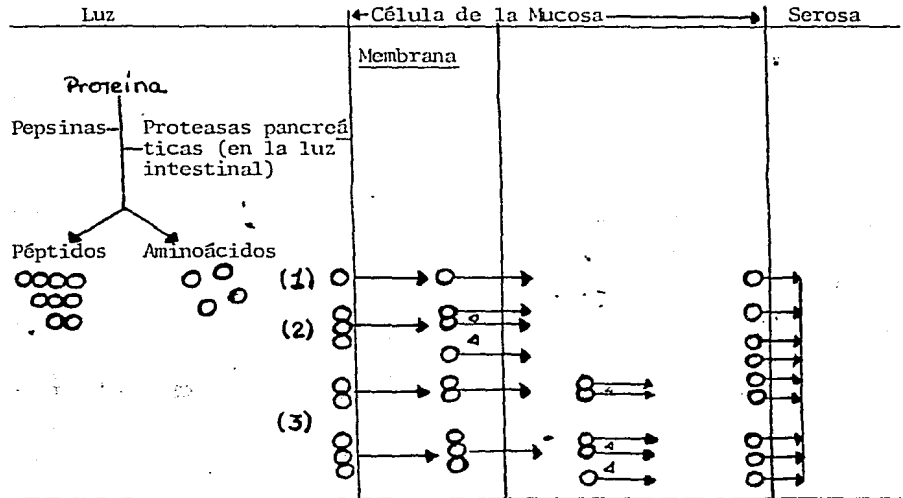 Luz Célula de la Mucosa Serosa
Membrana
Proteína
Pepsinas Proteasas pancreá
ticas (en la luz
intestinal)
Péptidos Aminoácidos
(1)
(2)
(3)